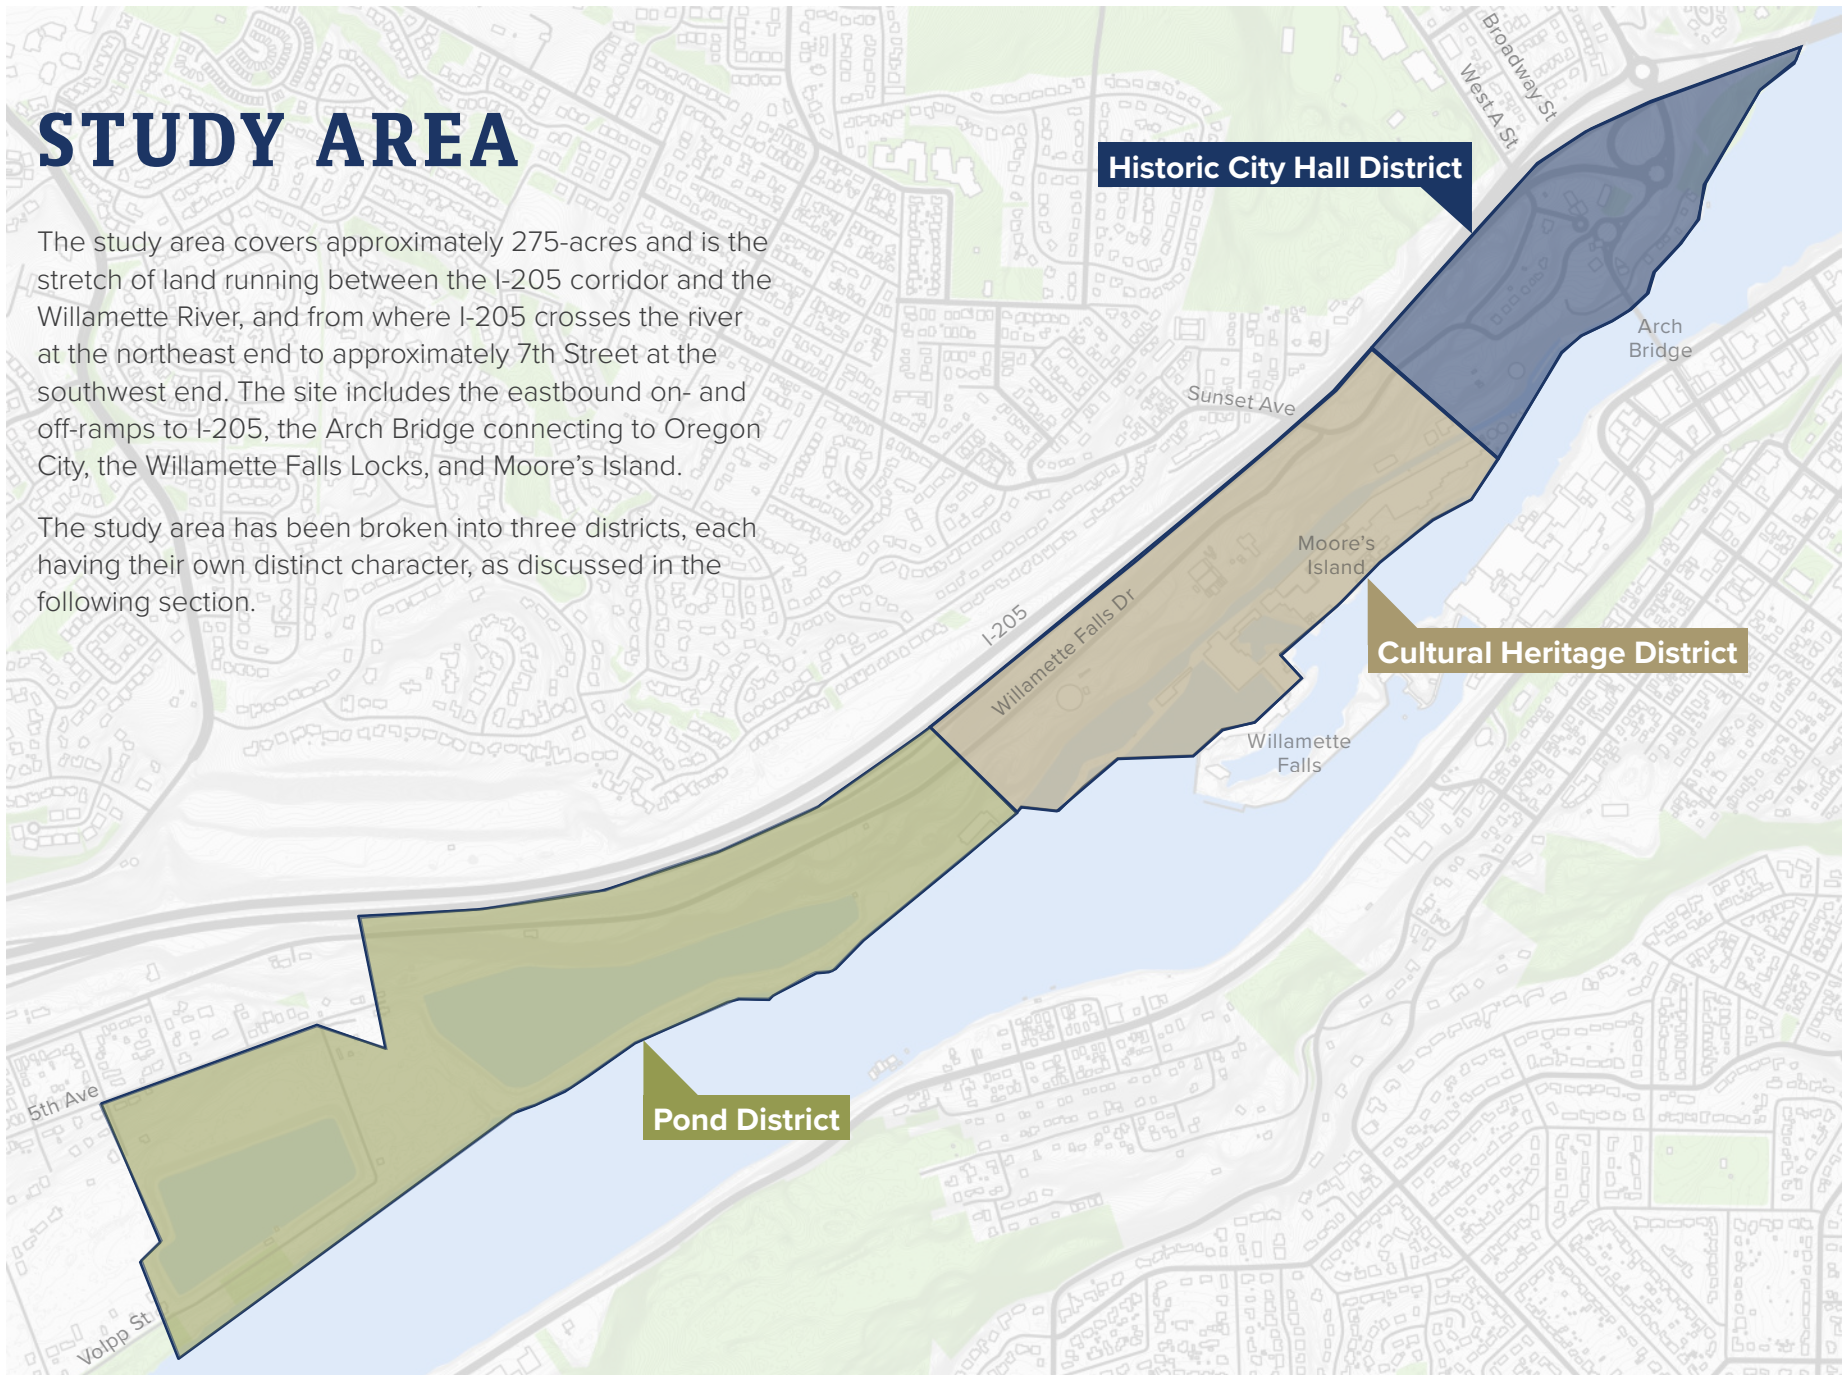 STUDY AREA
The study area covers approximately 275-acres and is the
stretch of land running between the I-205 corridor and the
Willamette River, and from where I-205 crosses the river
at the northeast end to approximately 7th Street at the
southwest end. The site includes the eastbound on- and
off-ramps to I-205, the Arch Bridge connecting to Oregon
City, the Willamette Falls Locks, and Moore’s Island.
The study area has been broken into three districts, each
having their own distinct character, as discussed in the
following section.
Broadway St
West A St
Historic City Hall District
Arch
Bridge
Sunset Ave
Moore’s
Island
I-205
Willamette Falls Dr
Cultural Heritage District
Willamette
Falls
5th Ave
Pond District
Volpp St